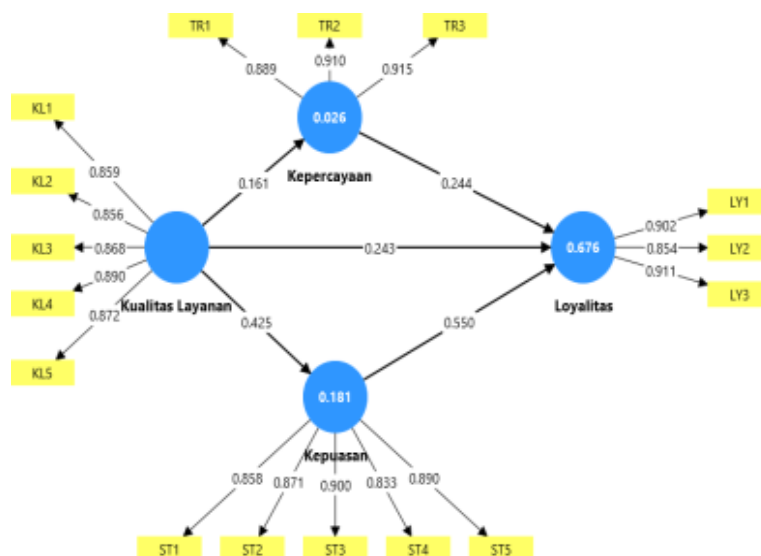 TR1
TR2
TR3
0.889
0.910
0.915
KL1
KL2
KL3
KL4
KL5
0.859
0.856
0.868
0.890
0.872
0.026
Kepercayaan
0.161
0.244
Kualitas Layanan
0.243
0.676
Loyalitas
0.902
0.854
0.911
LY1
LY2
LY3
0.425
0.550
0.181
Kepuasan
0.858
0.871
0.900
0.833
0.890
ST1
ST2
ST3
ST4
ST5